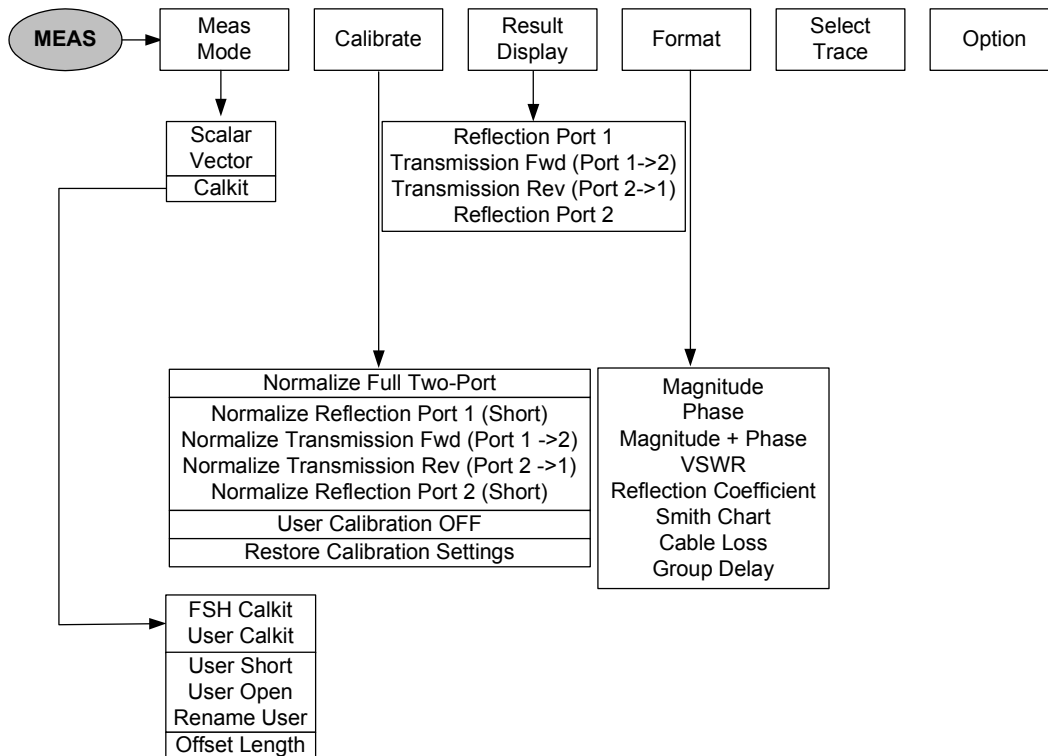 MEAS
Meas
Mode
Calibrate
Result
Display
Format
Select
Trace
Option
Scalar
Vector
Calkit
Reflection Port 1
Transmission Fwd (Port 1->2)
Transmission Rev (Port 2->1)
Reflection Port 2
Normalize Full Two-Port
Normalize Reflection Port 1 (Short)
Normalize Transmission Fwd (Port 1 ->2)
Normalize Transmission Rev (Port 2 ->1)
Normalize Reflection Port 2 (Short)
User Calibration OFF
Restore Calibration Settings
Magnitude
Phase
Magnitude + Phase
VSWR
Reflection Coefficient
Smith Chart
Cable Loss
Group Delay
FSH Calkit
User Calkit
User Short
User Open
Rename User
Offset Length